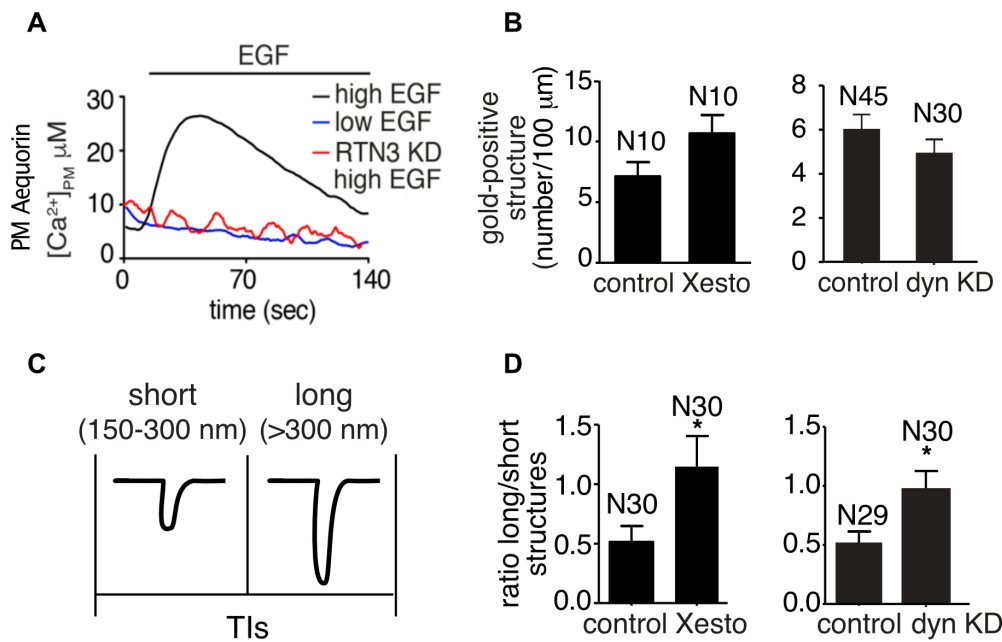 A
EGF
high EGF
low EGF
RTN3 KD
high EGF
PM Aequorin
[Ca²⁺]PM µM
30
20
10
0
0 70 140
time (sec)
B
gold-positive
structure
(number/100 µm)
15
10
5
0
N10
N10
control Xesto
8
6
4
2
0
N45
N30
control dyn KD
C
short
(150-300 nm)
long
(>300 nm)
TIs
D
ratio long/short
structures
1.5
1.0
0.5
0.0
N30
N30
*
control Xesto
1.5
1.0
0.5
0.0
N29
N30
*
control dyn KD